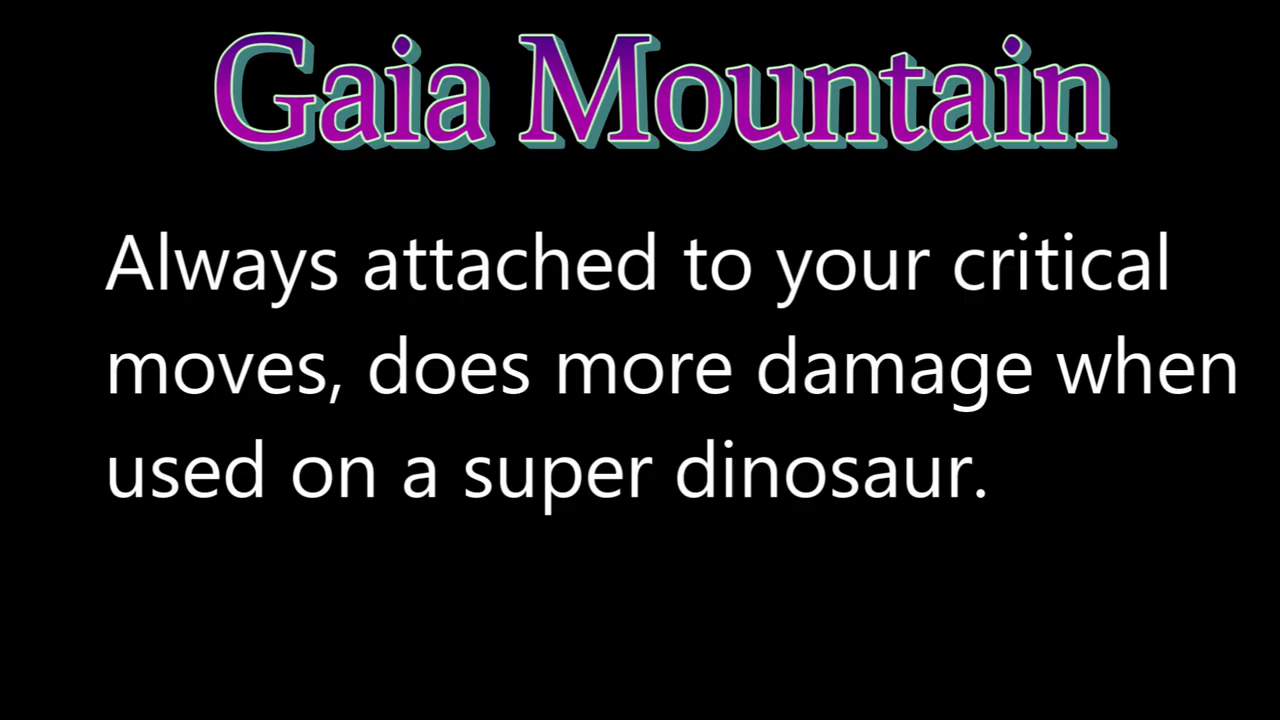 Gaia Mountain
Always attached to your critical
moves, does more damage when
used on a super dinosaur.